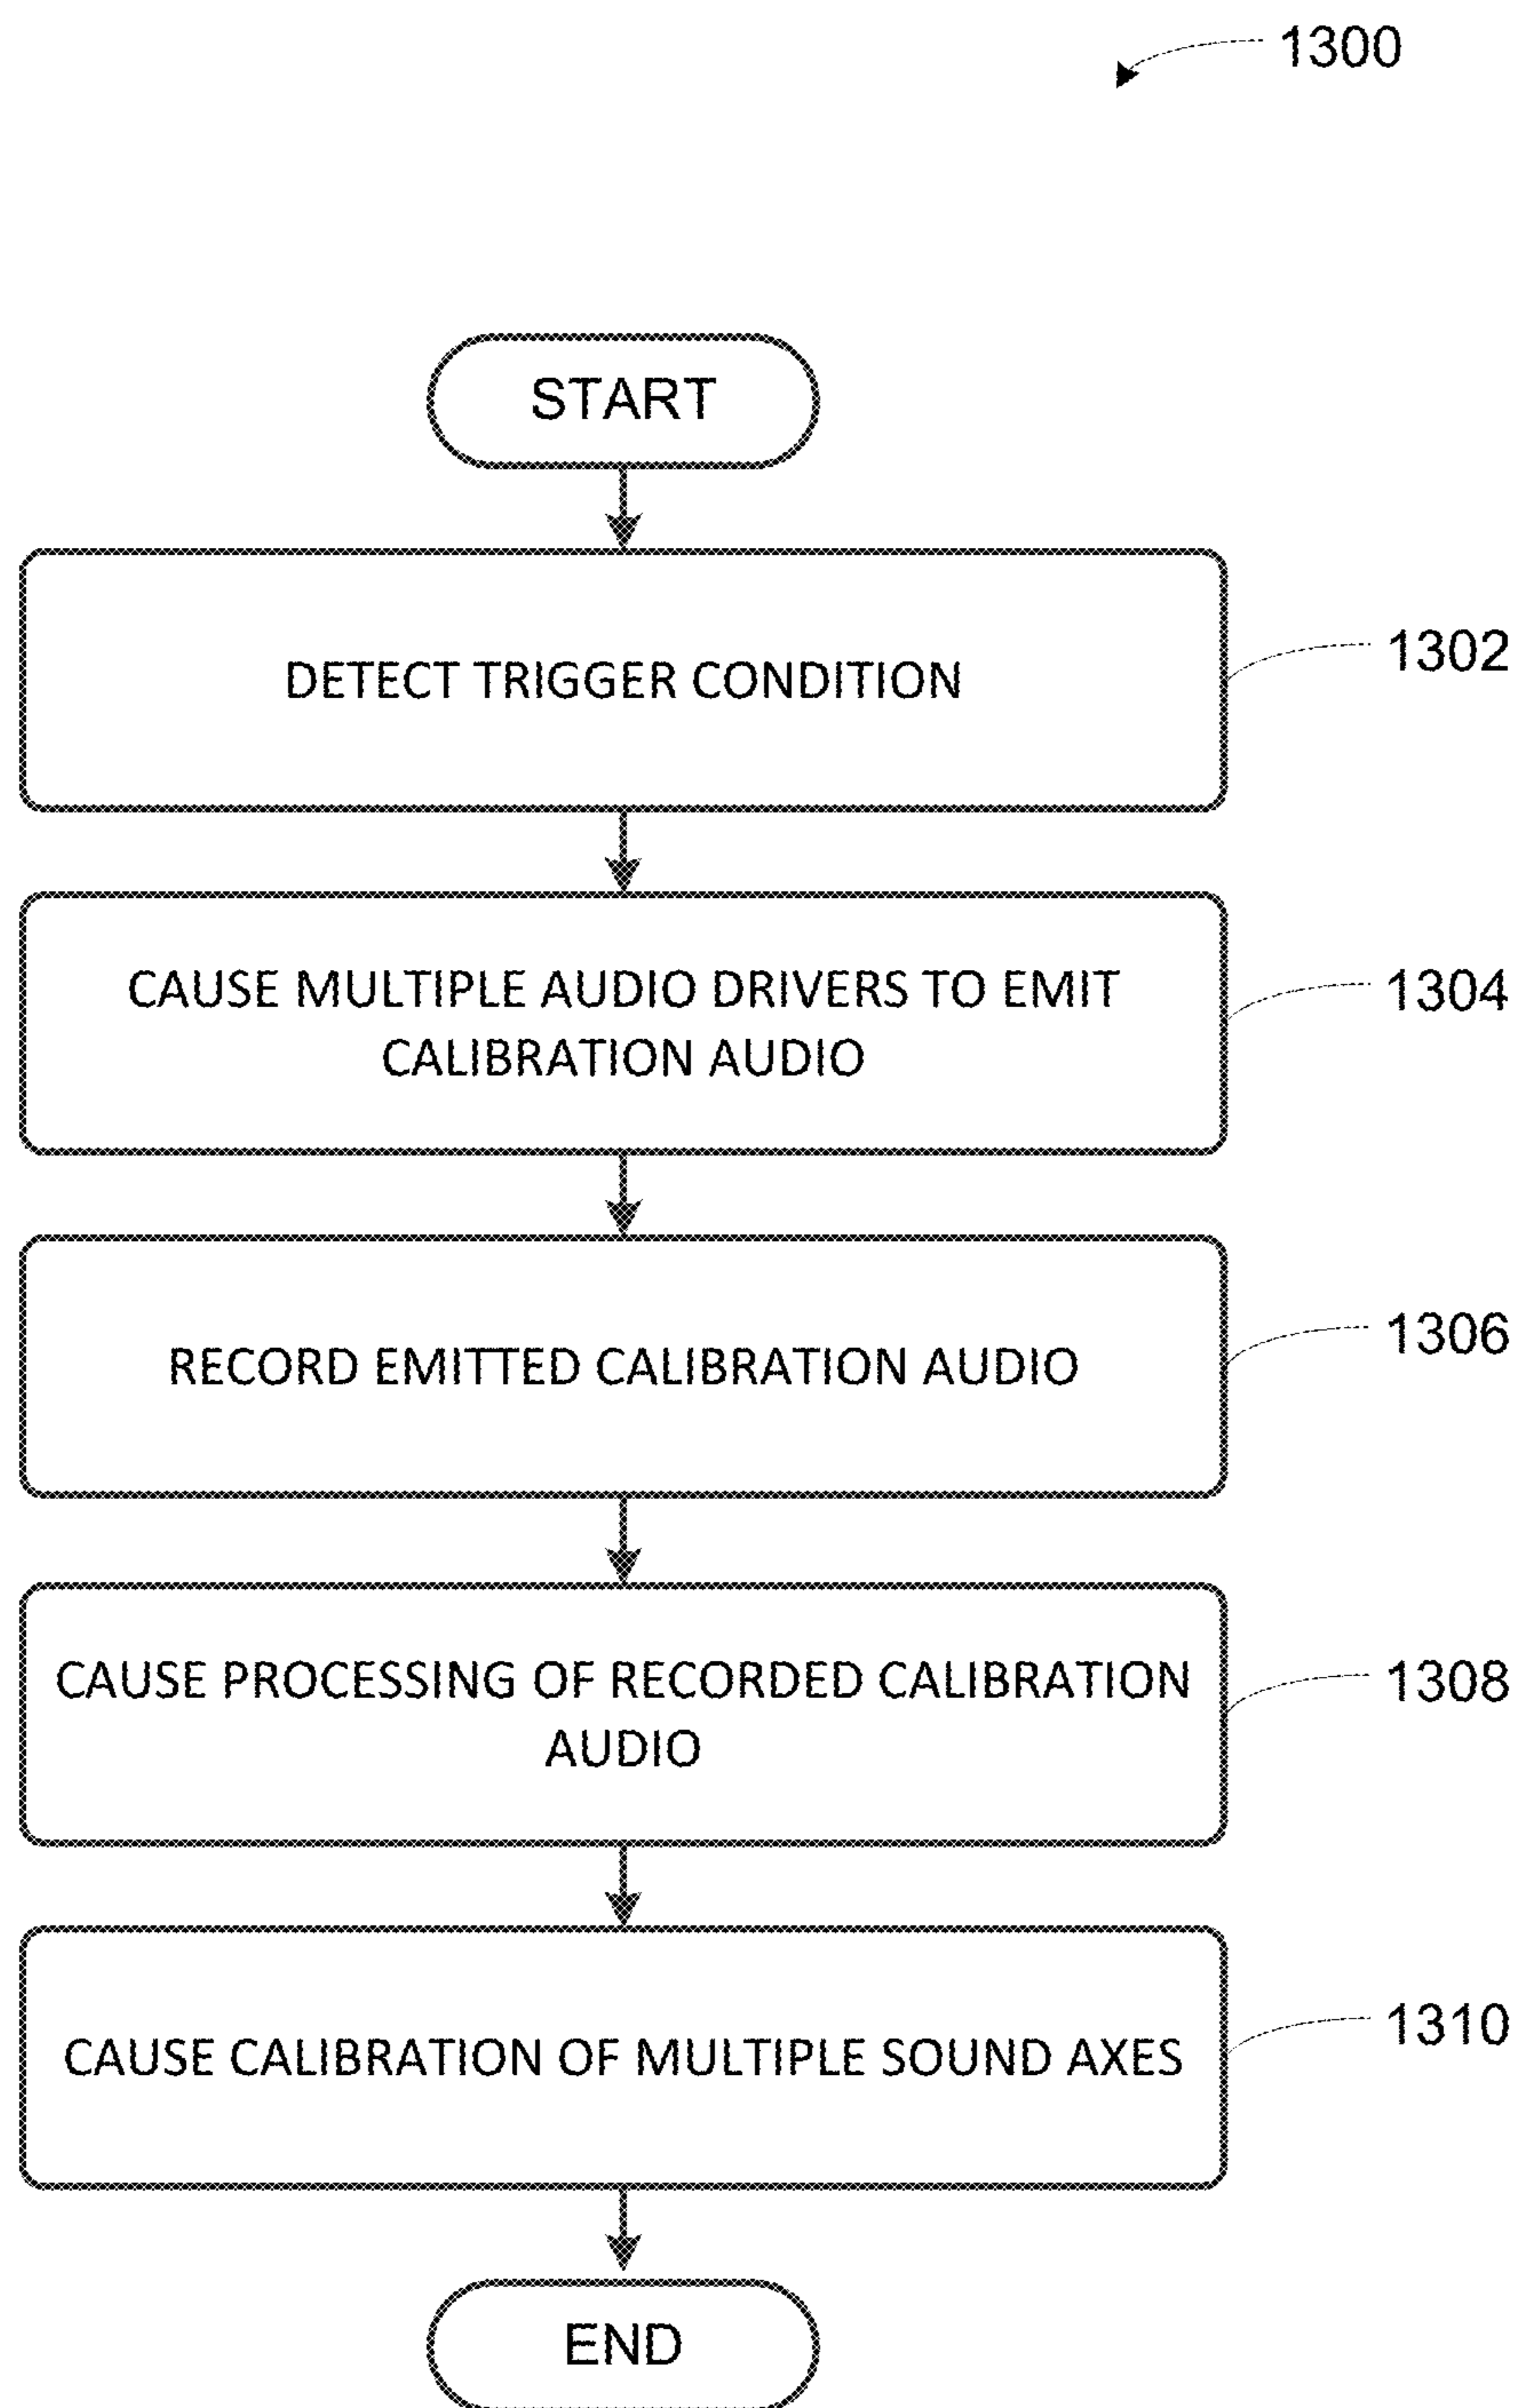 1300
START
DETECT TRIGGER CONDITION
1302
CAUSE MULTIPLE AUDIO DRIVERS TO EMIT
CALIBRATION AUDIO
1304
RECORD EMITTED CALIBRATION AUDIO
1306
CAUSE PROCESSING OF RECORDED CALIBRATION
AUDIO
1308
CAUSE CALIBRATION OF MULTIPLE SOUND AXES
1310
END